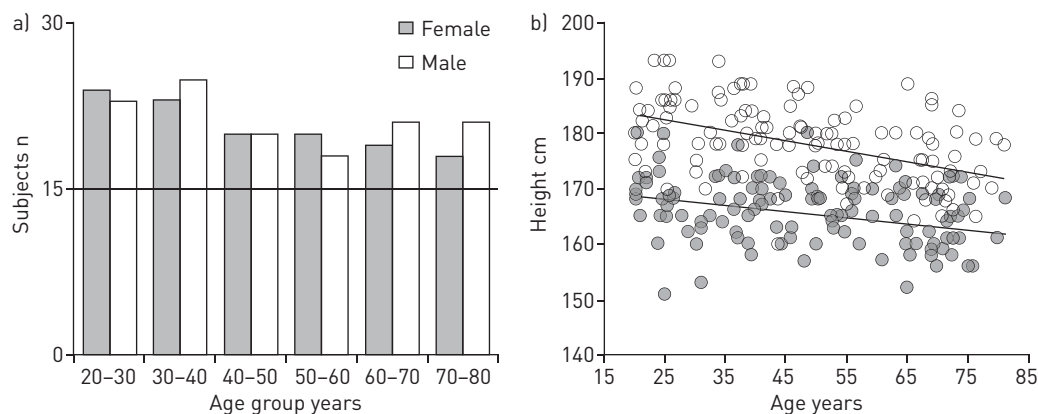 a)
30
15
0
Subjects n
Female
Male
20–30 30–40 40–50 50–60 60–70 70–80
Age group years
b)
200
190
180
170
160
150
140
Height cm
15 25 35 45 55 65 75 85
Age years